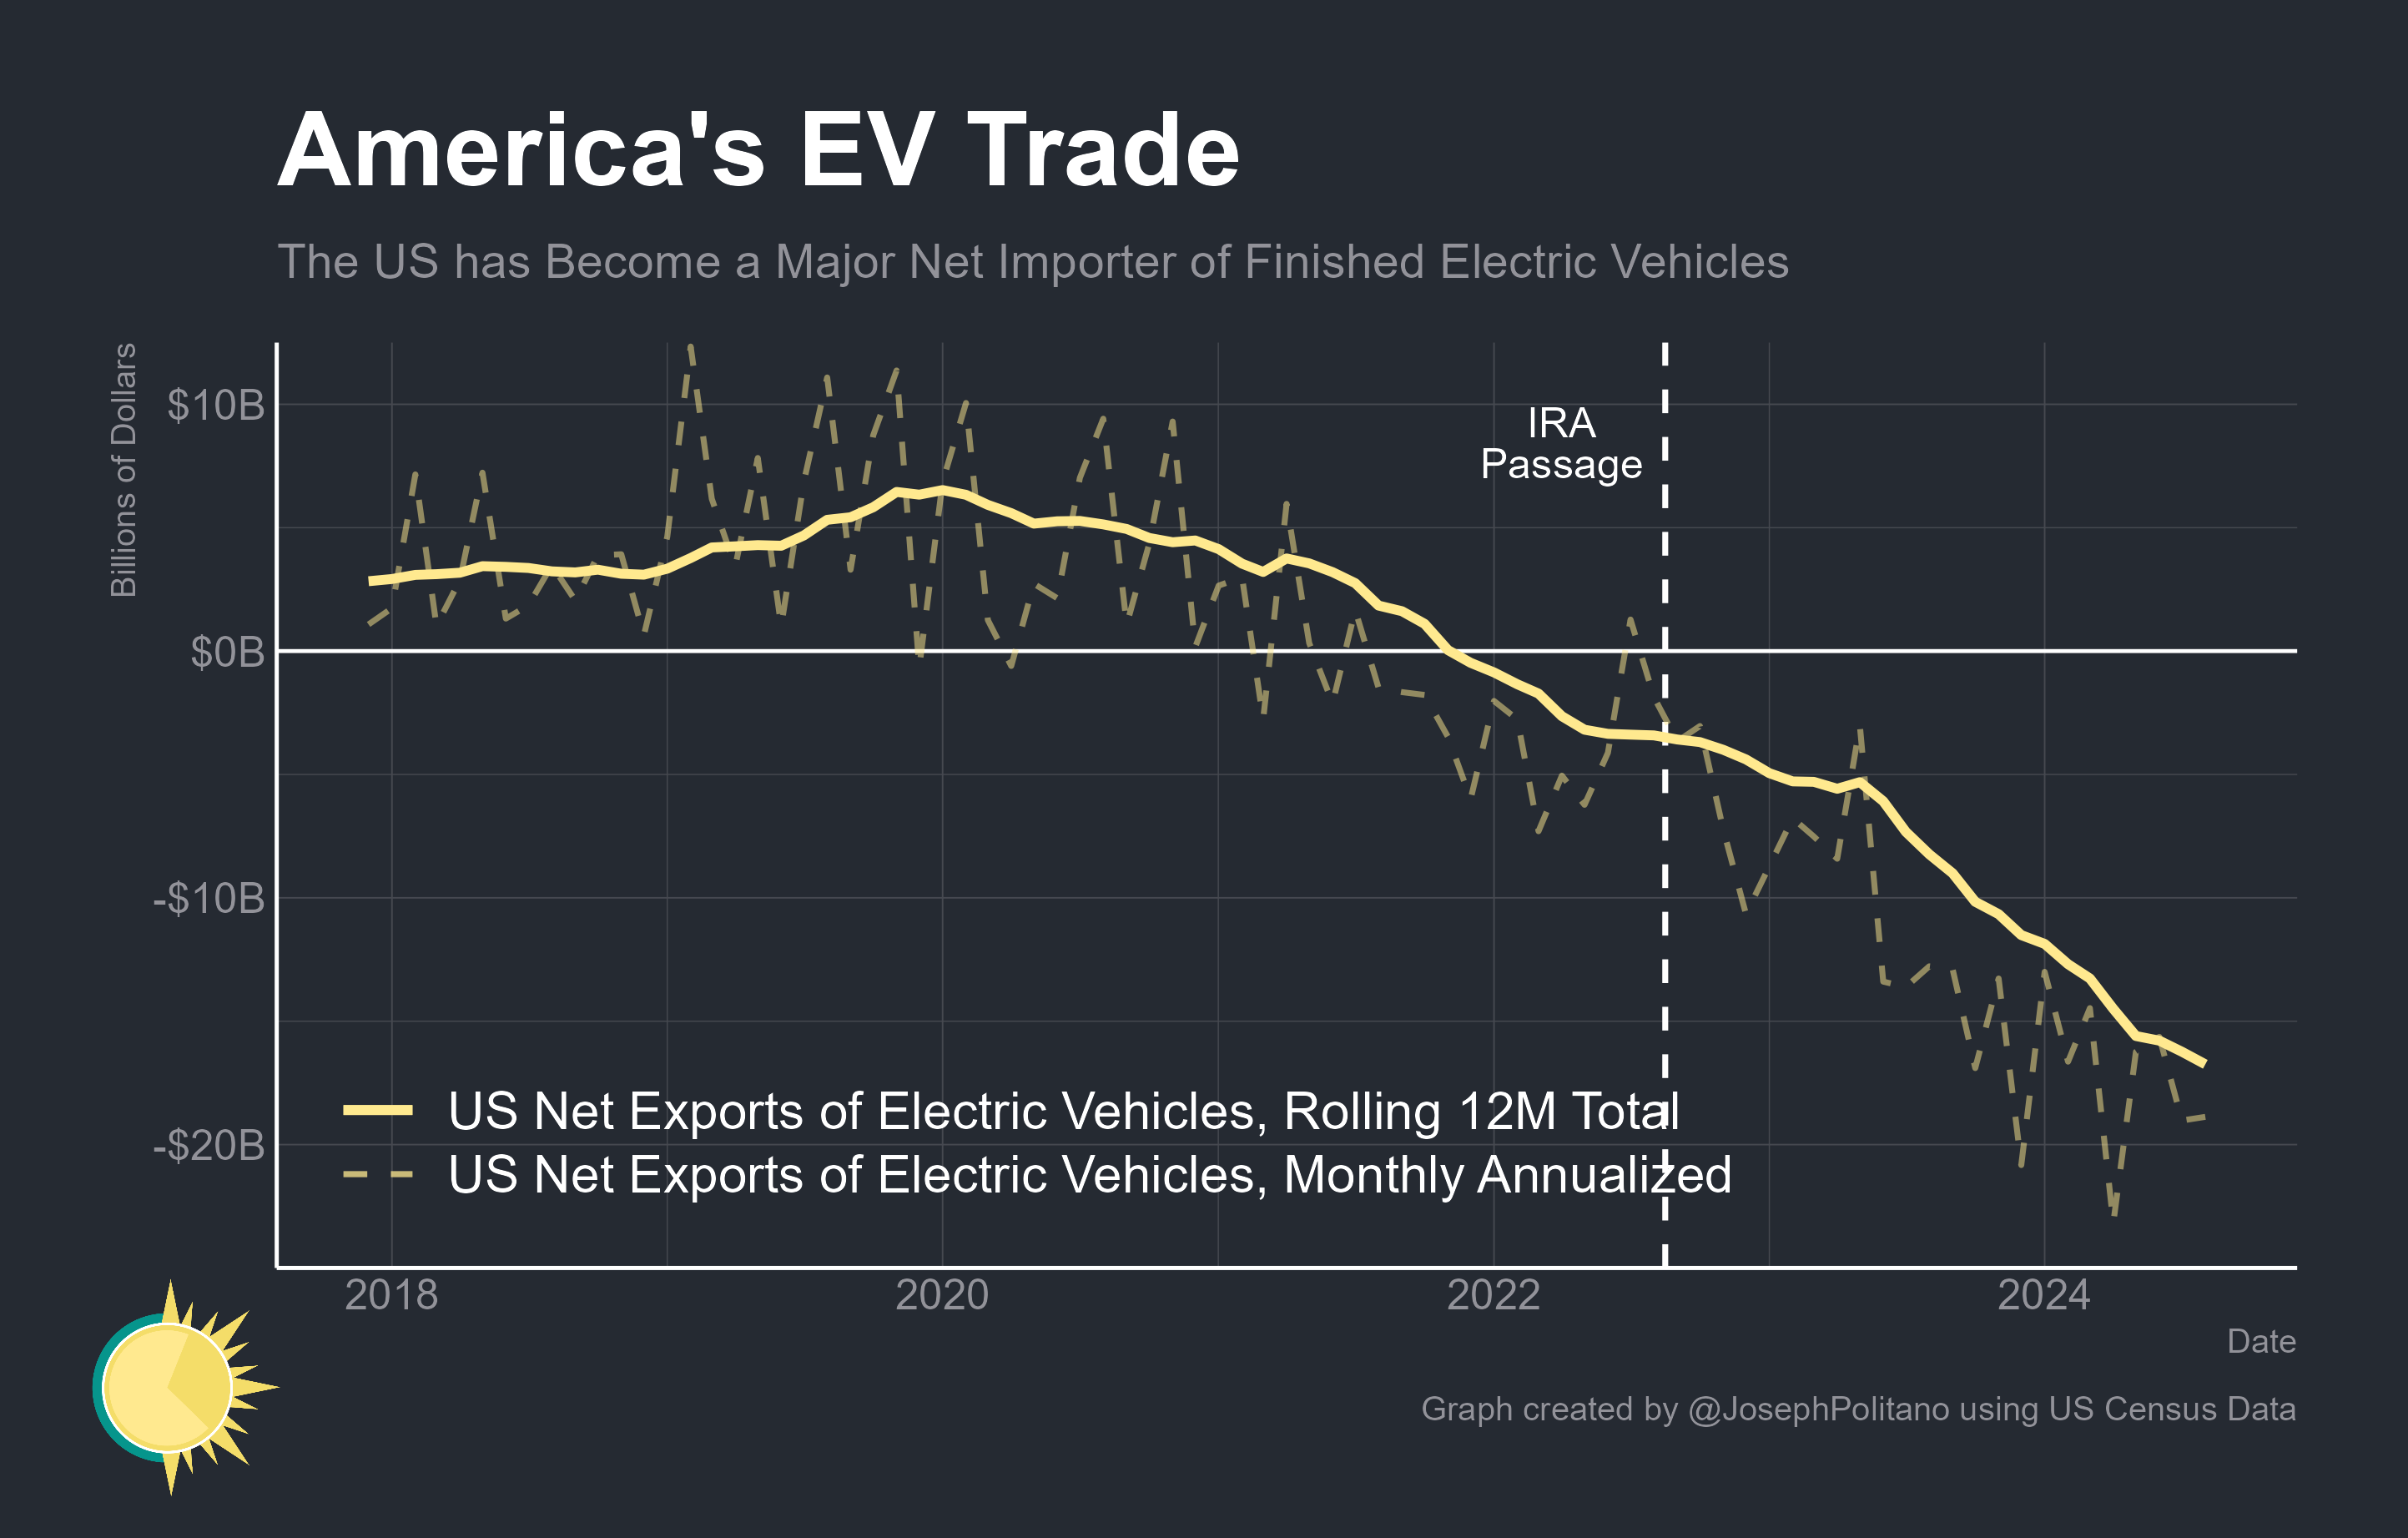 America's EV Trade
The US has Become a Major Net Importer of Finished Electric Vehicles
Billions of Dollars
$10B
$0B
-$10B
-$20B
IRA
Passage
US Net Exports of Electric Vehicles, Rolling 12M Total
US Net Exports of Electric Vehicles, Monthly Annualized
2018
2020
2022
2024
Date
Graph created by @JosephPolitano using US Census Data